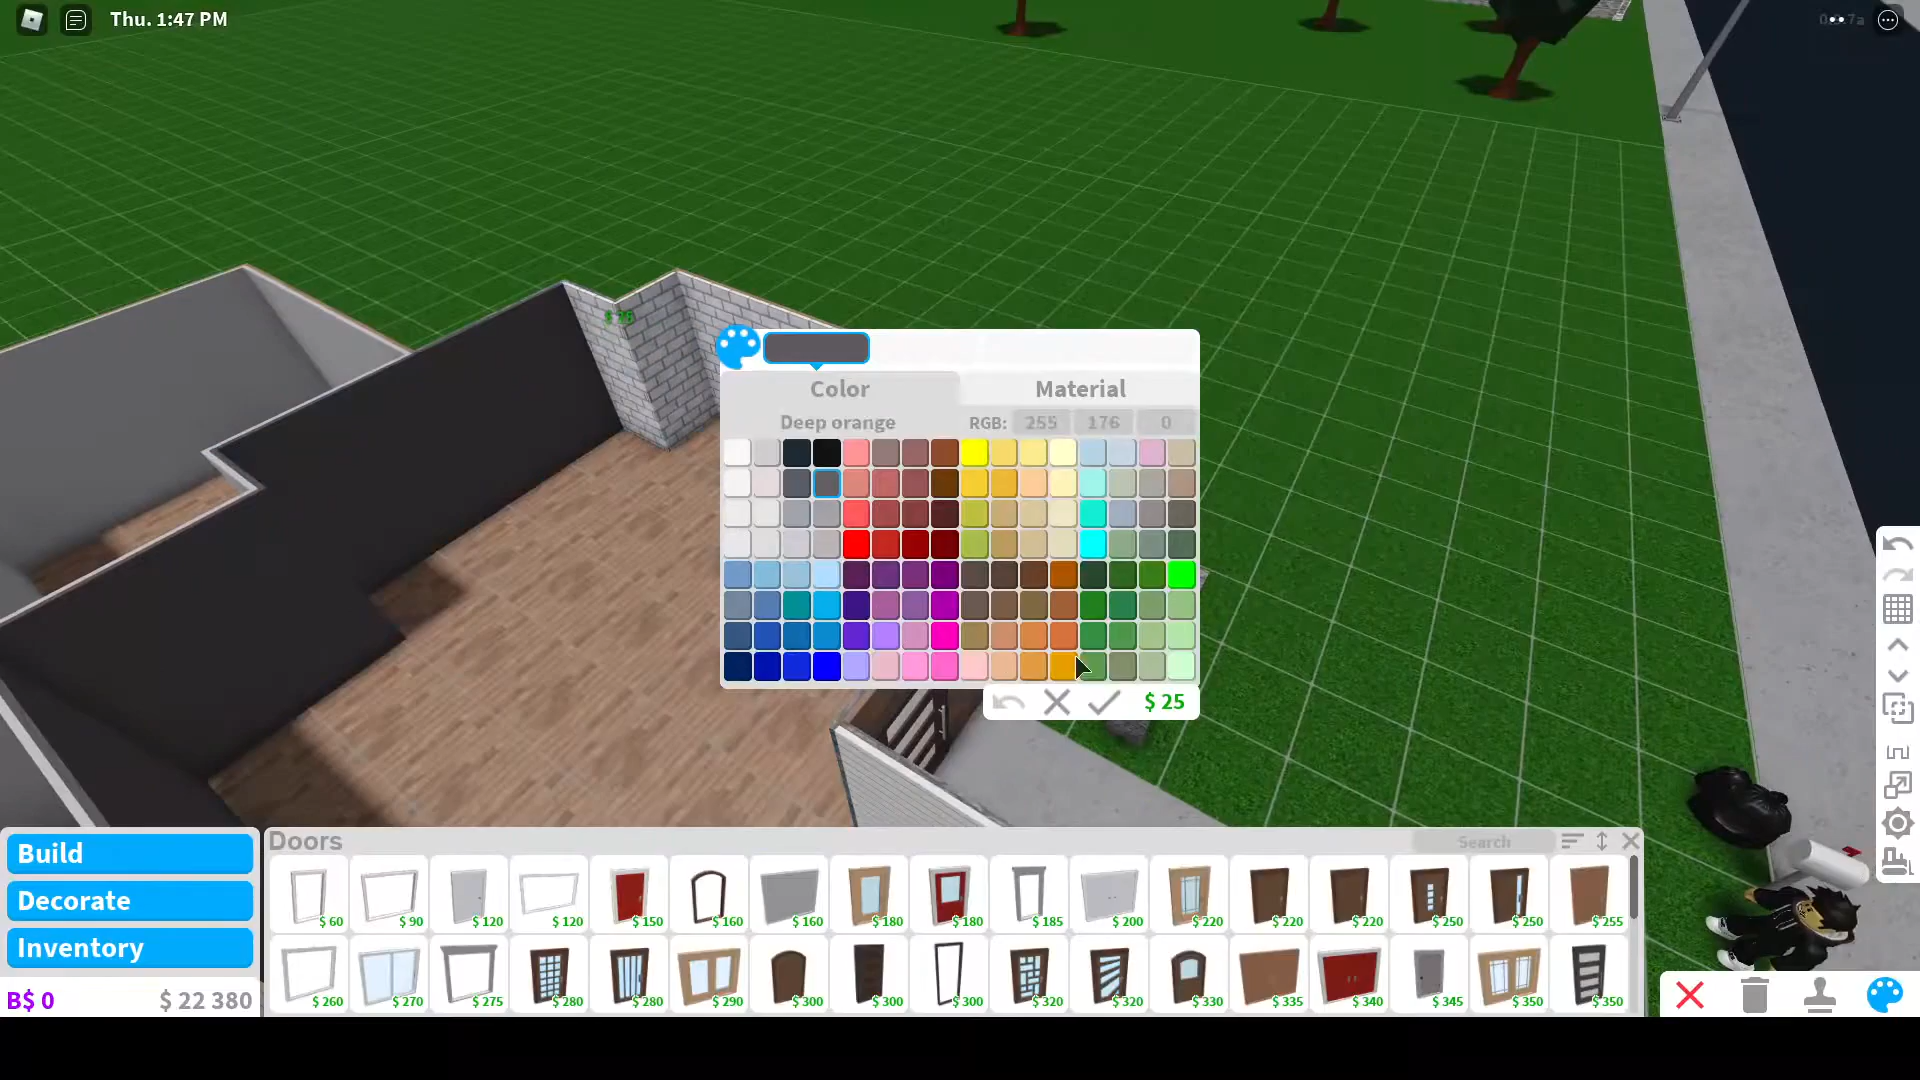 Thu. 1:47 PM
Color
Material
Deep orange
RGB: 255 176 0
$ 25
Build
Decorate
Inventory
B$ 0
$ 22 380
Doors
Search
$ 60
$ 90
$ 120
$ 120
$ 150
$ 160
$ 160
$ 180
$ 180
$ 185
$ 200
$ 220
$ 220
$ 220
$ 250
$ 250
$ 255
$ 260
$ 270
$ 275
$ 280
$ 280
$ 290
$ 300
$ 300
$ 300
$ 320
$ 320
$ 330
$ 335
$ 340
$ 345
$ 350
$ 350